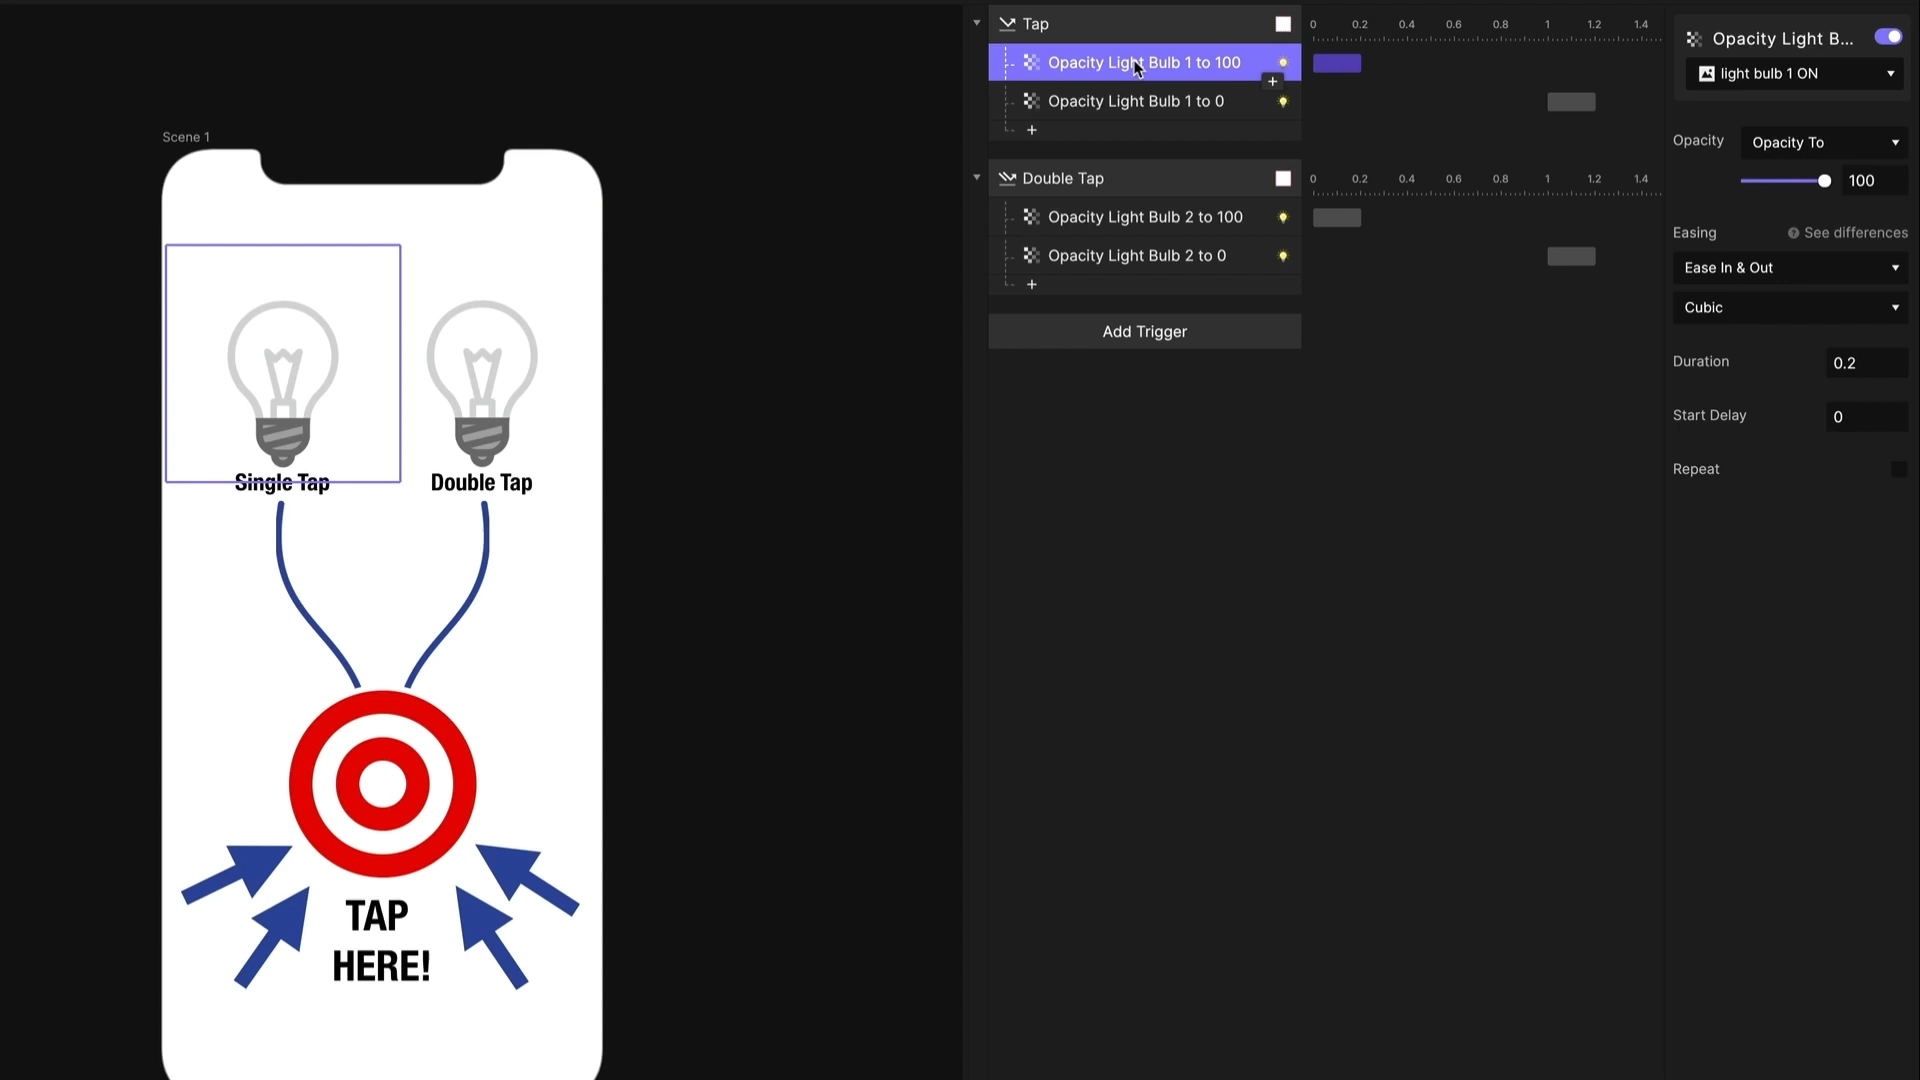 Tap
0 0.2 0.4 0.6 0.8 1 1.2 1.4
Opacity Light B...
Opacity Light Bulb 1 to 100
light bulb 1 ON
Opacity Light Bulb 1 to 0
+
+
Scene 1
Opacity
Opacity To
100
Double Tap
0 0.2 0.4 0.6 0.8 1 1.2 1.4
Opacity Light Bulb 2 to 100
Opacity Light Bulb 2 to 0
+
Add Trigger
Easing
? See differences
Ease In & Out
Cubic
Duration
0.2
Start Delay
0
Repeat
Single Tap
Double Tap
TAP
HERE!